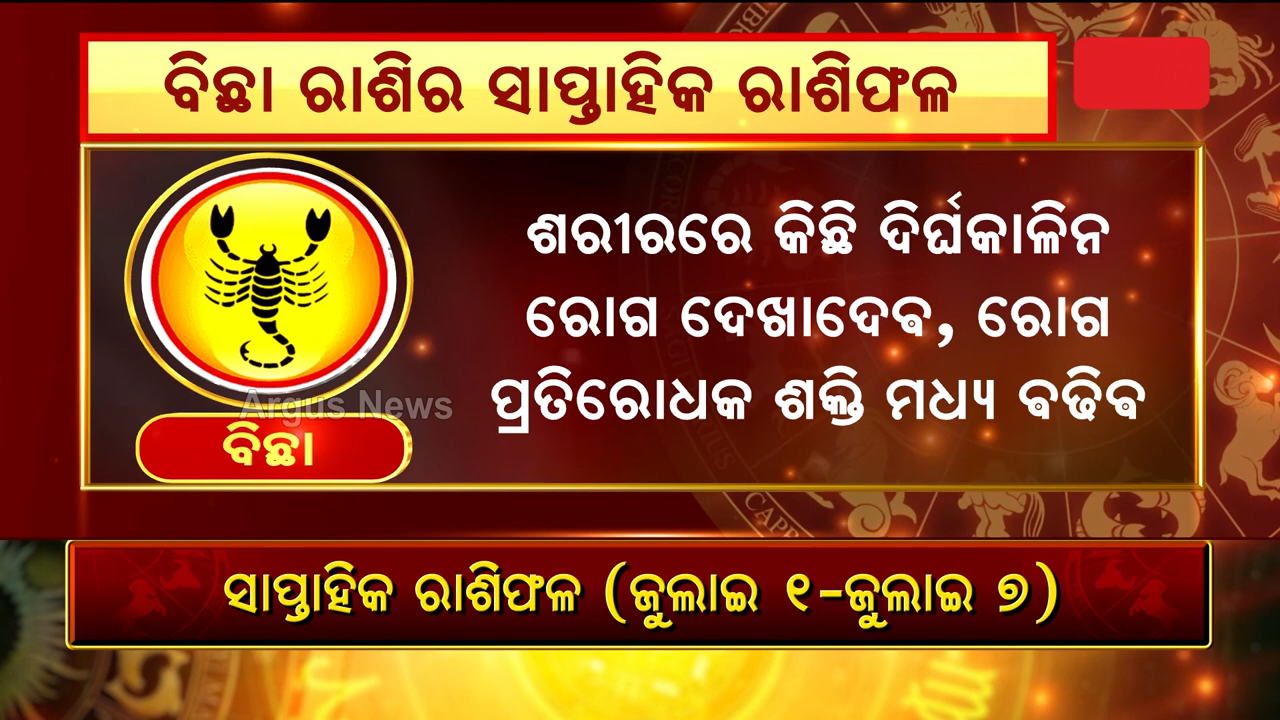 ବିଛା ରାଶିର ସାପ୍ତାହିକ ରାଶିଫଳ
ଶରୀରରେ କିଛି ଦିର୍ଘକାଳିନ
ରୋଗ ଦେଖାଦେବ, ରୋଗ
ପ୍ରତିରୋଧକ ଶକ୍ତି ମଧ୍ୟ ବଢିବ
Argus News
ବିଛା
ସାପ୍ତାହିକ ରାଶିଫଳ (ଜୁଲାଇ ୧-ଜୁଲାଇ ୭)